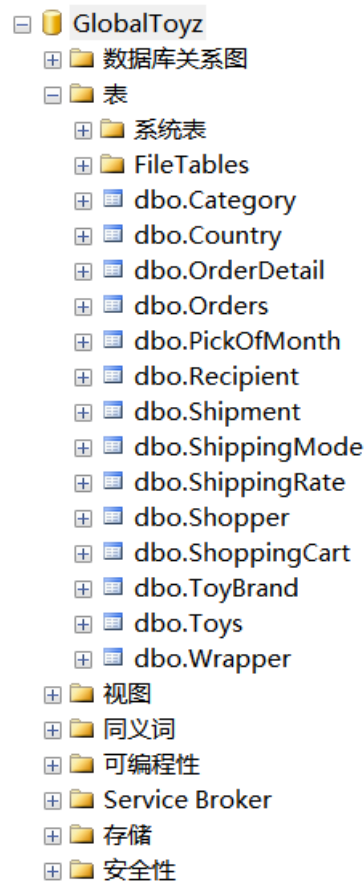 GlobalToyz
数据库关系图
表
系统表
FileTables
dbo.Category
dbo.Country
dbo.OrderDetail
dbo.Orders
dbo.PickOfMonth
dbo.Recipient
dbo.Shipment
dbo.ShippingMode
dbo.ShippingRate
dbo.Shopper
dbo.ShoppingCart
dbo.ToyBrand
dbo.Toys
dbo.Wrapper
视图
同义词
可编程性
Service Broker
存储
安全性